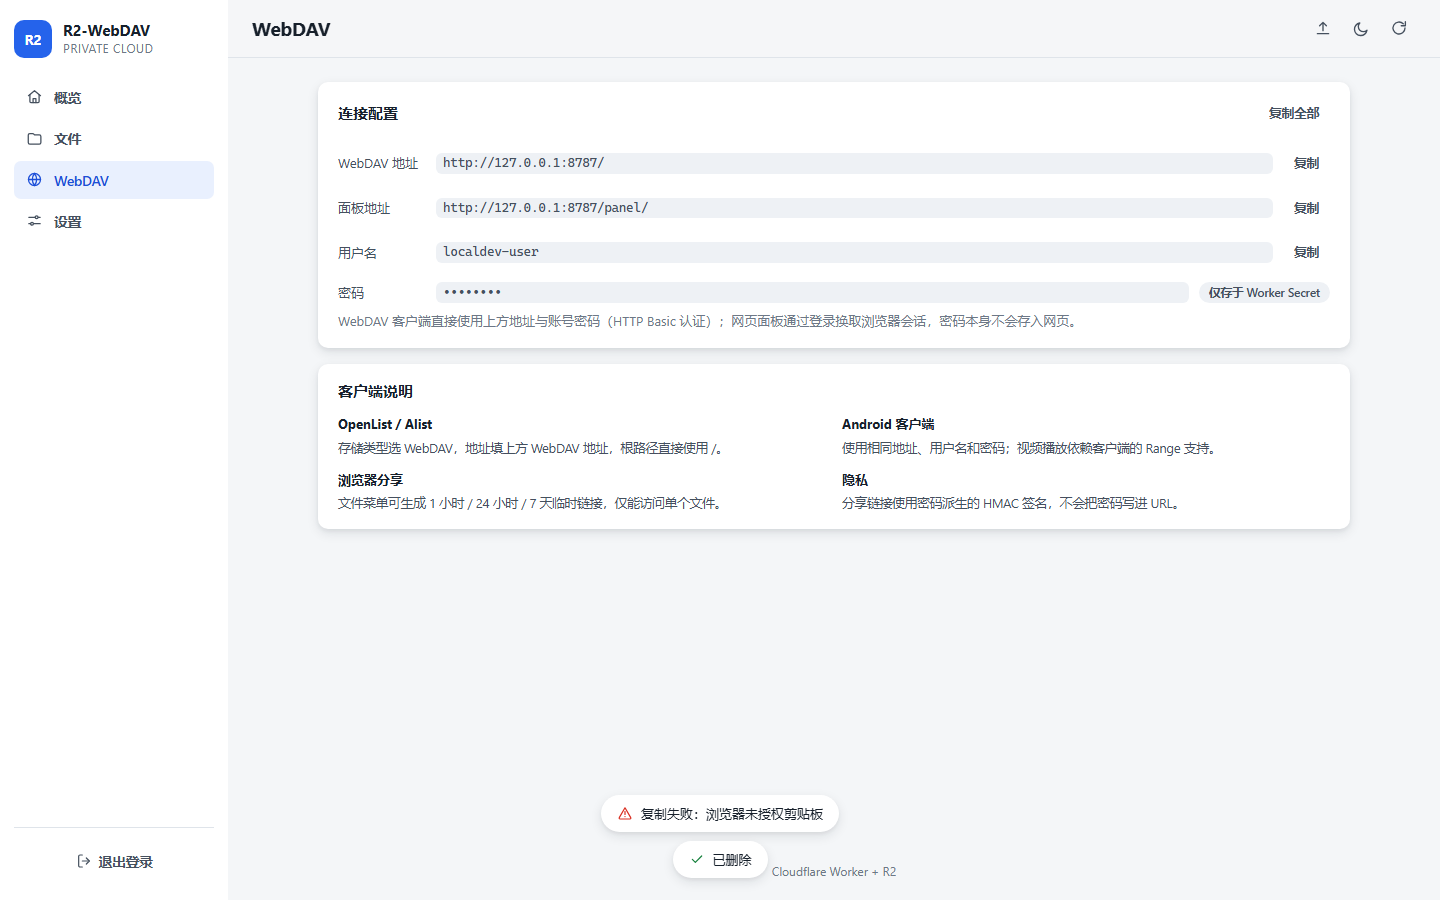 R2
R2-WebDAV
PRIVATE CLOUD
概览
文件
WebDAV
设置
退出登录
WebDAV
连接配置
复制全部
WebDAV 地址
http://127.0.0.1:8787/
复制
面板地址
http://127.0.0.1:8787/panel/
复制
用户名
localdev-user
复制
密码
••••••••
仅存于 Worker Secret
WebDAV 客户端直接使用上方地址与账号密码（HTTP Basic 认证）；网页面板通过登录换取浏览器会话，密码本身不会存入网页。
客户端说明
OpenList / Alist
存储类型选 WebDAV，地址填上方 WebDAV 地址，根路径直接使用 /。
Android 客户端
使用相同地址、用户名和密码；视频播放依赖客户端的 Range 支持。
浏览器分享
文件菜单可生成 1 小时 / 24 小时 / 7 天临时链接，仅能访问单个文件。
隐私
分享链接使用密码派生的 HMAC 签名，不会把密码写进 URL。
复制失败：浏览器未授权剪贴板
已删除
Cloudflare Worker + R2